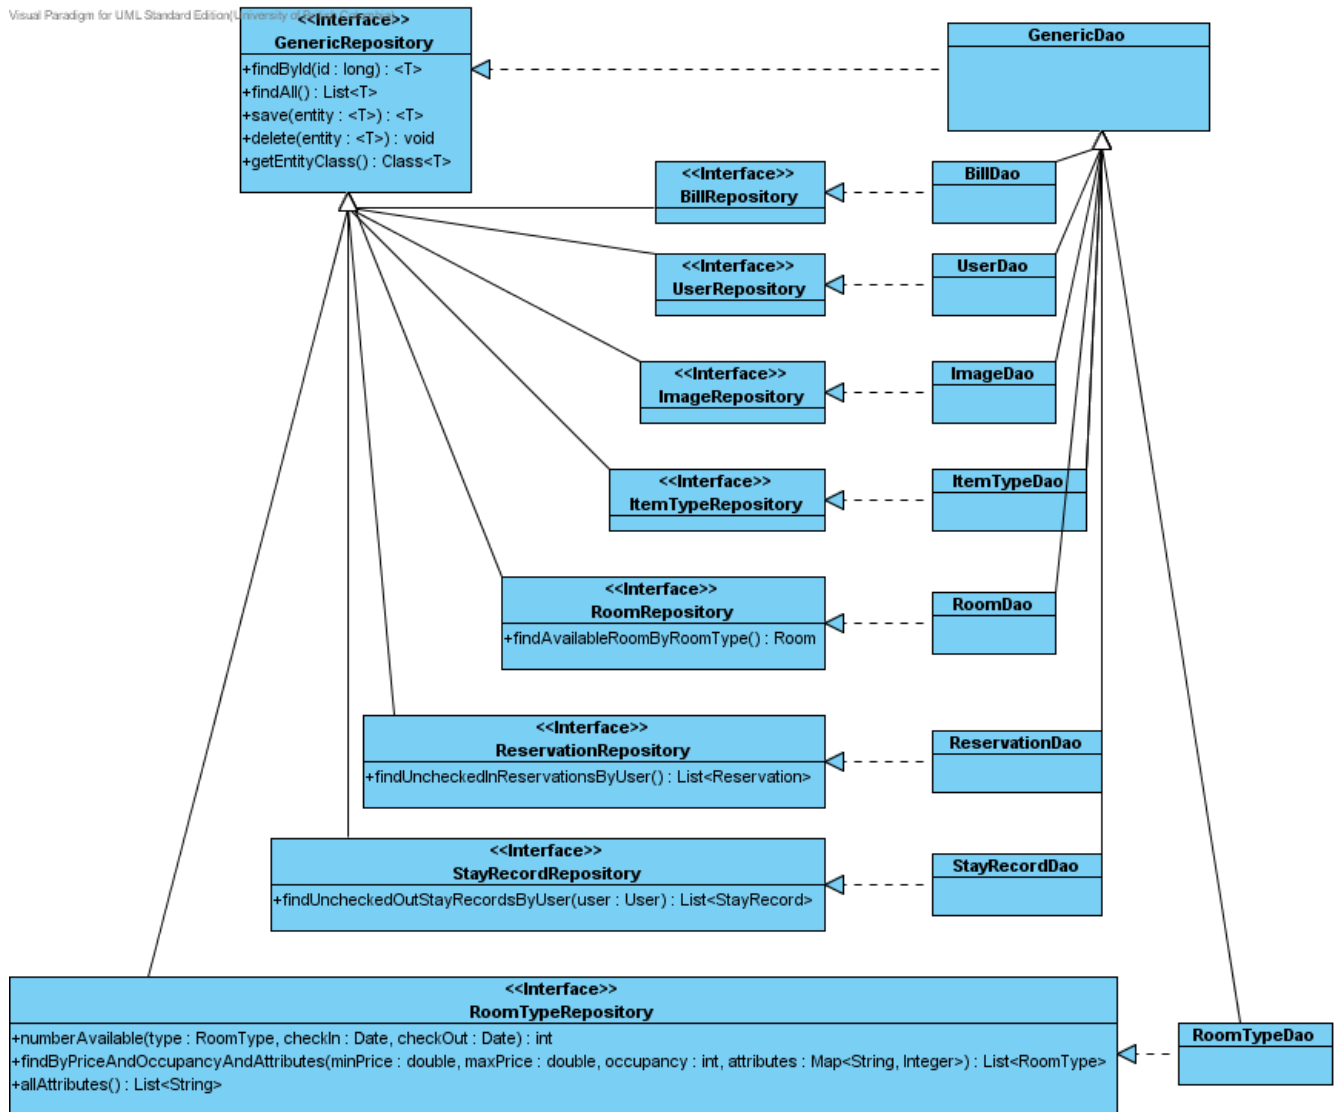 Visual Paradigm for UML Standard Edition(University of British Columbia)
<<Interface>>
GenericRepository
+findById(id : long) : <T>
+findAll() : List<T>
+save(entity : <T>) : <T>
+delete(entity : <T>) : void
+getEntityClass() : Class<T>
GenericDao
<<Interface>>
BillRepository
BillDao
<<Interface>>
UserRepository
UserDao
<<Interface>>
ImageRepository
ImageDao
<<Interface>>
ItemTypeRepository
ItemTypeDao
<<Interface>>
RoomRepository
+findAvailableRoomByRoomType() : Room
RoomDao
<<Interface>>
ReservationRepository
+findUncheckedInReservationsByUser() : List<Reservation>
ReservationDao
<<Interface>>
StayRecordRepository
+findUncheckedOutStayRecordsByUser(user : User) : List<StayRecord>
StayRecordDao
<<Interface>>
RoomTypeRepository
+numberAvailable(type : RoomType, checkIn : Date, checkOut : Date) : int
+findByPriceAndOccupancyAndAttributes(minPrice : double, maxPrice : double, occupancy : int, attributes : Map<String, Integer>) : List<RoomType>
+allAttributes() : List<String>
RoomTypeDao